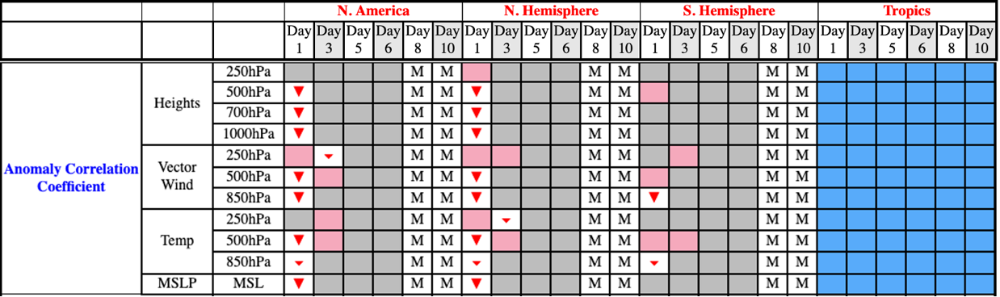 N. America N. Hemisphere S. Hemisphere Tropics
Day Day Day Day Day Day Day Day Day Day Day Day Day Day Day Day Day Day Day Day Day Day Day Day
1 3 5 6 8 10 1 3 5 6 8 10 1 3 5 6 8 10 1 3 5 6 8 10
Anomaly Correlation
Coefficient
Heights
250hPa M M M M M M
500hPa M M M M M M
700hPa M M M M M M
1000hPa M M M M M M
Vector
Wind
250hPa M M M M M M
500hPa M M M M M M
850hPa M M M M M M
Temp
250hPa M M M M M M
500hPa M M M M M M
850hPa M M M M M M
MSLP MSL M M M M M M